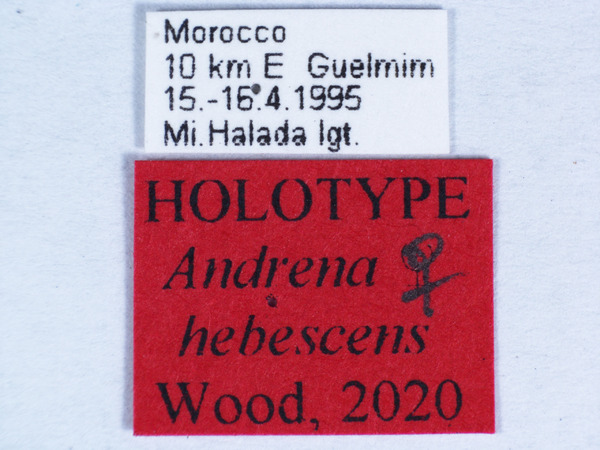 Morocco
10 km E Guelmim
15.-16.4.1995
Mi.Halada lgt.
HOLOTYPE
Andrena ♀
hebescens
Wood, 2020